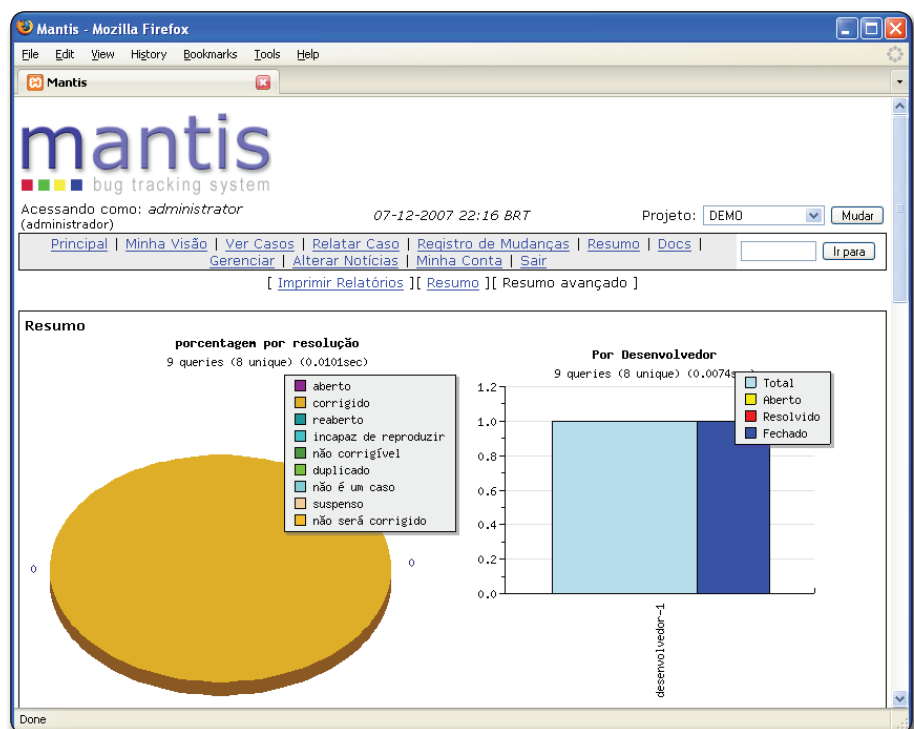 Mantis - Mozilla Firefox
File Edit View History Bookmarks Tools Help
Mantis
mantis
bug tracking system
Acessando como: administrator
(administrador)
07-12-2007 22:16 BRT
Projeto: DEMO Mudar
Principal | Minha Visão | Ver Casos | Relatar Caso | Registro de Mudanças | Resumo | Docs |
Gerenciar | Alterar Notícias | Minha Conta | Sair
Ir para
[ Imprimir Relatórios ][ Resumo ][ Resumo avançado ]
Resumo
porcentagem por resolução
9 queries (8 unique) (0.0101sec)
aberto
corrigido
reaberto
incapaz de reproduzir
não corrigível
duplicado
não é um caso
suspenso
não será corrigido
0
0
Por Desenvolvedor
9 queries (8 unique) (0.0074s
Total
Aberto
Resolvido
Fechado
1.2
1.0
0.8
0.6
0.4
0.2
0.0
desenvolvedor-1
Done